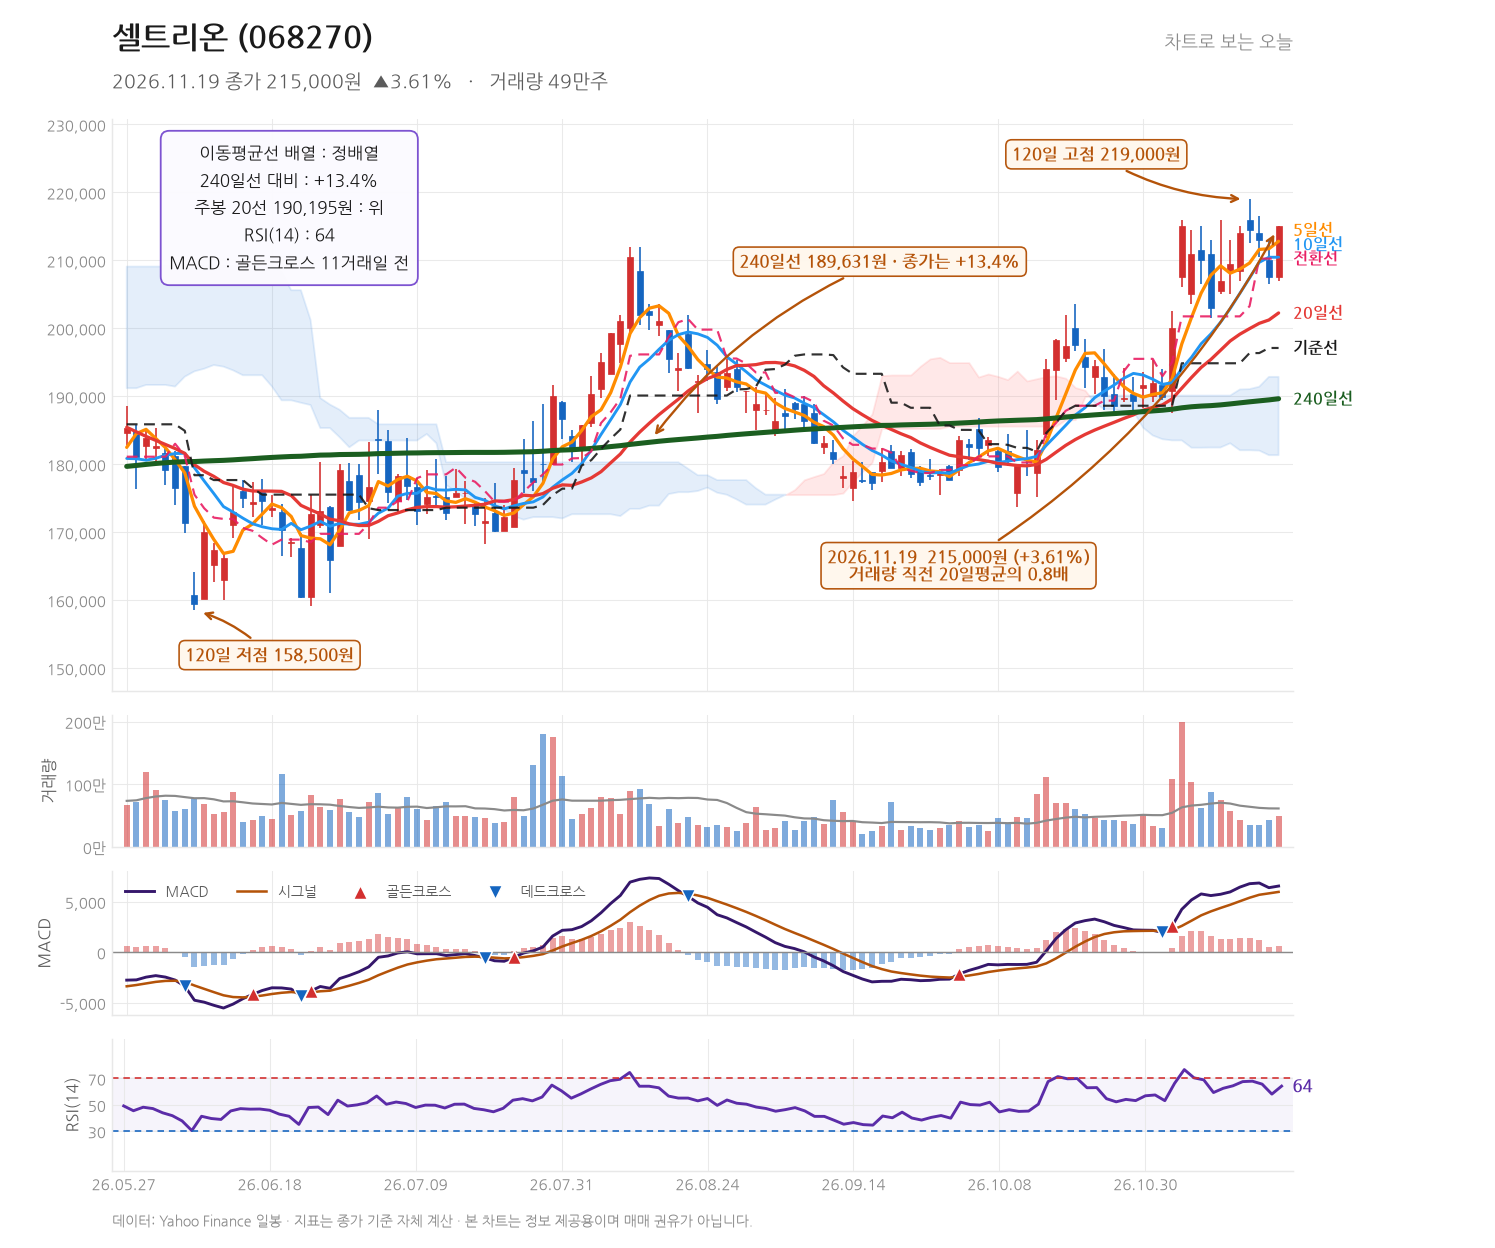 셀트리온 (068270)
차트로 보는 오늘
2026.11.19 종가 215,000원 ▲3.61% · 거래량 49만주
230,000
220,000
210,000
200,000
190,000
180,000
170,000
160,000
150,000
이동평균선 배열 : 정배열
240일선 대비 : +13.4%
주봉 20선 190,195원 : 위
RSI(14) : 64
MACD : 골든크로스 11거래일 전
120일 고점 219,000원
240일선 189,631원 · 종가는 +13.4%
2026.11.19 215,000원 (+3.61%)
거래량 직전 20일평균의 0.8배
120일 저점 158,500원
5일선
10일선
전환선
20일선
기준선
240일선
거래량
200만
100만
0만
MACD
MACD
시그널
골든크로스
데드크로스
5,000
0
-5,000
RSI(14)
70
50
30
64
26.05.27
26.06.18
26.07.09
26.07.31
26.08.24
26.09.14
26.10.08
26.10.30
데이터: Yahoo Finance 일봉 · 지표는 종가 기준 자체 계산 · 본 차트는 정보 제공용이며 매매 권유가 아닙니다.